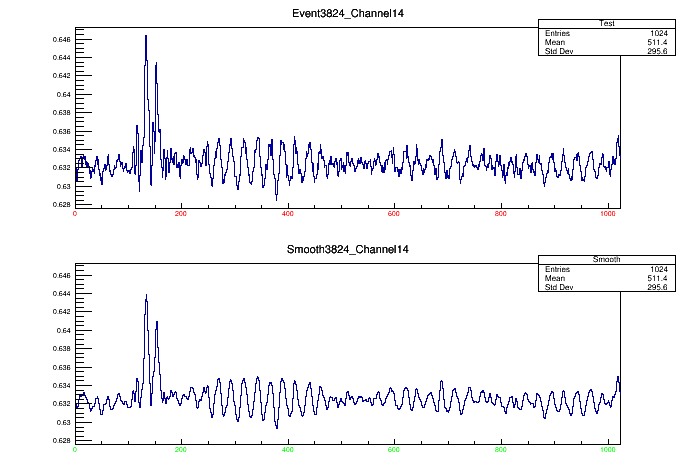 Event3824_Channel14
Test
Entries 1024
Mean 511.4
Std Dev 295.6
0.646
0.644
0.642
0.64
0.638
0.636
0.634
0.632
0.63
0.628
0 200 400 600 800 1000
Smooth3824_Channel14
Smooth
Entries 1024
Mean 511.4
Std Dev 295.6
0.646
0.644
0.642
0.64
0.638
0.636
0.634
0.632
0.63
0.628
0 200 400 600 800 1000